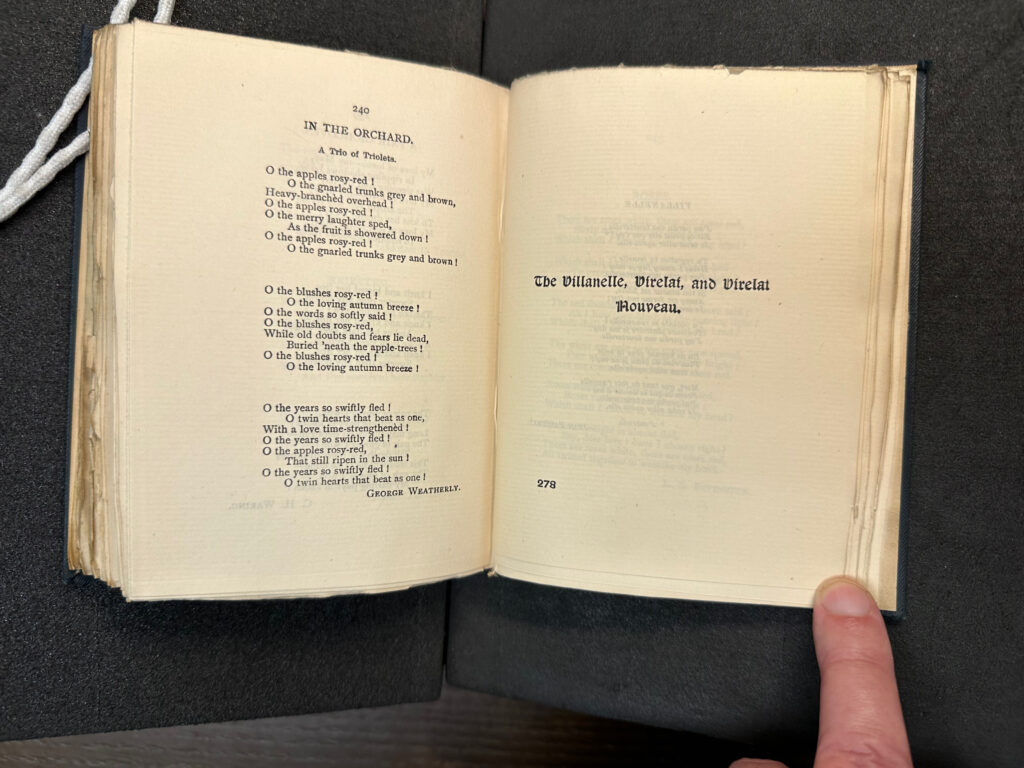 240
IN THE ORCHARD.
A Trio of Triolets.
O the apples rosy-red !
O the gnarled trunks grey and brown,
Heavy-branchèd overhead !
O the apples rosy-red !
O the merry laughter sped,
As the fruit is showered down !
O the apples rosy-red !
O the gnarled trunks grey and brown !
O the blushes rosy-red !
O the loving autumn breeze !
O the words so softly said !
O the blushes rosy-red,
While old doubts and fears lie dead,
Buried 'neath the apple-trees !
O the blushes rosy-red !
O the loving autumn breeze !
O the years so swiftly fled !
O twin hearts that beat as one,
With a love time-strengthenèd !
O the years so swiftly fled !
O the apples rosy-red,
That still ripen in the sun !
O the years so swiftly fled !
O twin hearts that beat as one !
GEORGE WEATHERLY.
The Villanelle, Virelai, and Virelai
Nouveau.
278